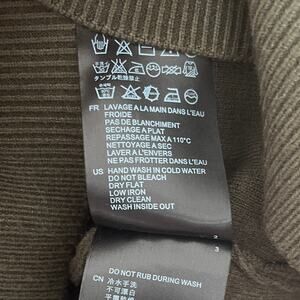 タンブル乾燥禁止
FR LAVAGE A LA MAIN DANS L'EAU
FROIDE
PAS DE BLANCHIMENT
SECHAGE A PLAT
REPASSAGE MAX A 110°C
NETTOYAGE A SEC
LAVER A L'ENVERS
NE PAS FROTTER DANS L'EAU
US HAND WASH IN COLD WATER
DO NOT BLEACH
DRY FLAT
LOW IRON
DRY CLEAN
WASH INSIDE OUT
DO NOT RUB DURING WASH
CN 冷水手洗
不可漂白